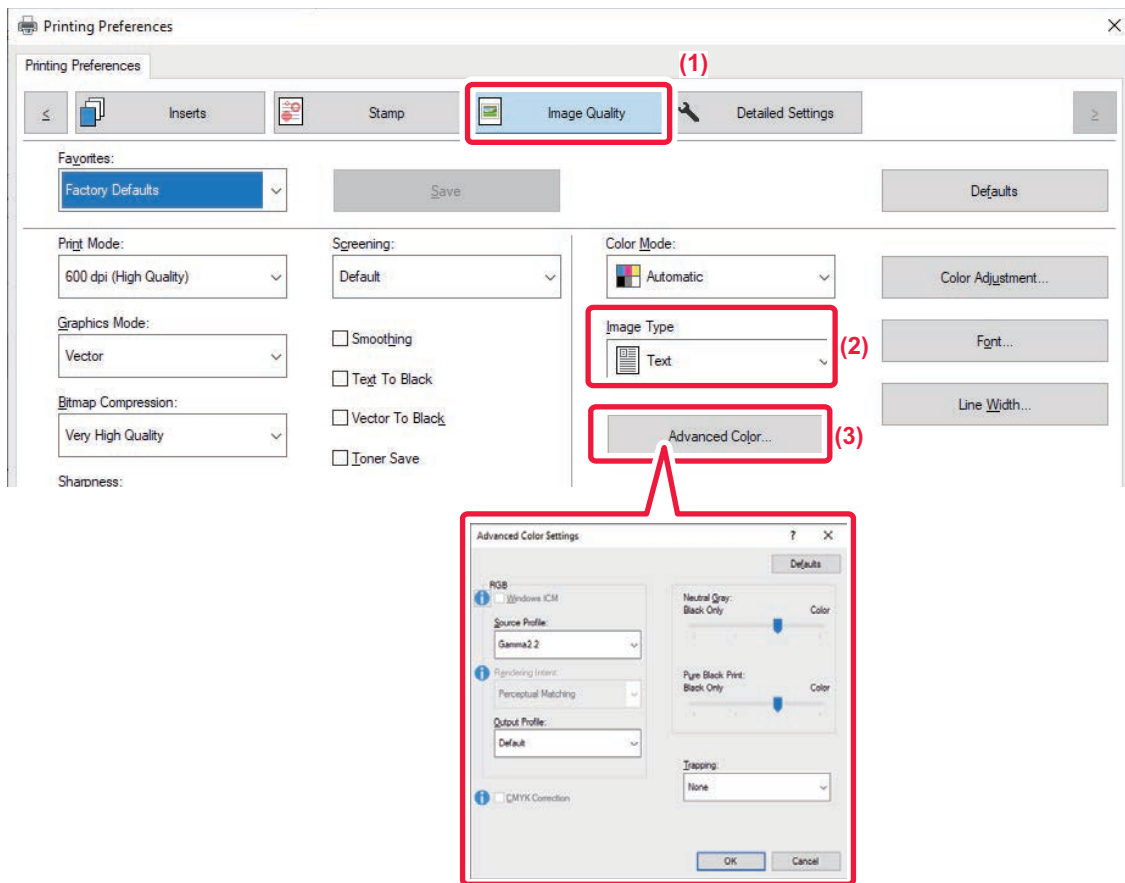 Printing Preferences
Printing Preferences
(1)
≤ Inserts Stamp Image Quality Detailed Settings ≥
Favorites:
Factory Defaults Save Defaults
Print Mode: Screening: Color Mode:
600 dpi (High Quality) Default Automatic Color Adjustment...
Graphics Mode: Image Type
Smoothing Font...
Vector Text (2)
Text To Black
Bitmap Compression: Line Width...
Vector To Black
Very High Quality Advanced Color... (3)
Toner Save
Sharpness:
Advanced Color Settings ? ×
Defaults
RGB
Windows ICM
Source Profile:
Gamma2.2
Rendering Intent:
Perceptual Matching
Output Profile:
Default
CMYK Correction
Neutral Gray:
Black Only Color
Pure Black Print:
Black Only Color
Trapping:
None
OK Cancel